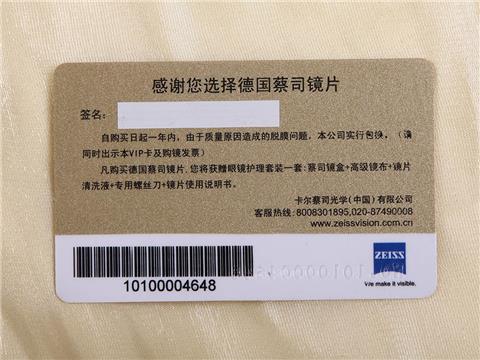 感谢您选择德国蔡司镜片
签名:
自购买日起一年内，由于质量原因造成的脱膜问题，本公司实行包换，（请
同时出示本VIP卡及购镜发票）
凡购买德国蔡司镜片，您将获赠眼镜护理套装一套：蔡司镜盒+高级镜布+镜片
清洗液+专用螺丝刀+镜片使用说明书。
卡尔蔡司光学(中国)有限公司
客服热线: 8008301895,020-87490008
www.zeissvision.com.cn
ZEISS
10100004648
We make it visible.